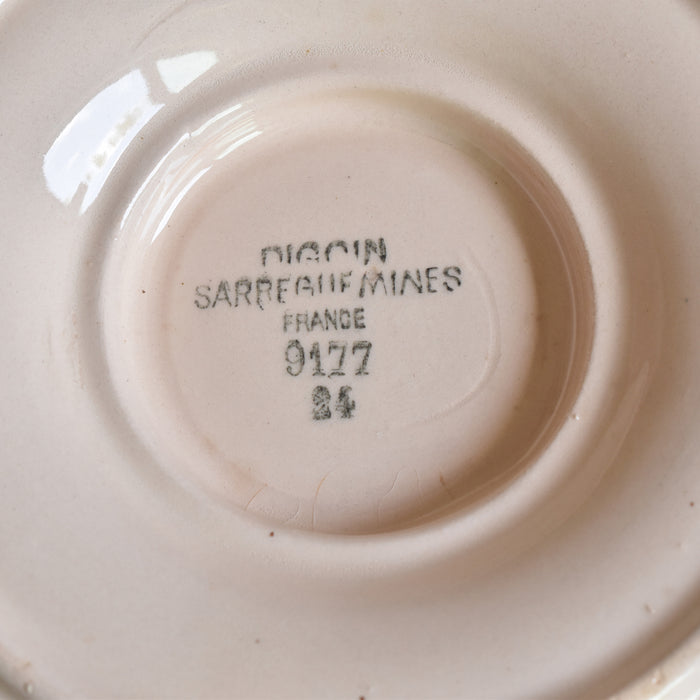 DIGOIN
SARREGUEMINES
FRANCE
9177
24